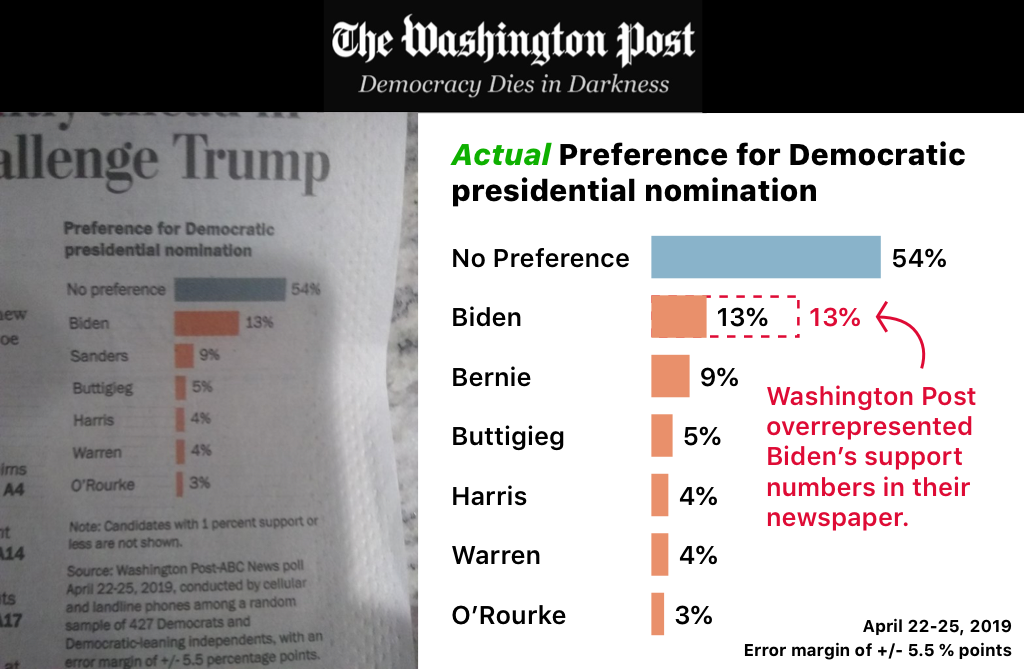 The Washington Post
Democracy Dies in Darkness
allenge Trump
Preference for Democratic
presidential nomination
No preference 54%
Biden 13%
Sanders 9%
Buttigieg 5%
Harris 4%
Warren 4%
O'Rourke 3%
A4
A14
A17
Note: Candidates with 1 percent support or
less are not shown.
Source: Washington Post-ABC News poll
April 22-25, 2019, conducted by cellular
and landline phones among a random
sample of 427 Democrats and
Democratic-leaning independents, with an
error margin of +/- 5.5 percentage points.
Actual Preference for Democratic
presidential nomination
No Preference 54%
Biden 13% 13%
Bernie 9%
Buttigieg 5%
Harris 4%
Warren 4%
O’Rourke 3%
Washington Post
overrepresented
Biden’s support
numbers in their
newspaper.
April 22-25, 2019
Error margin of +/- 5.5 % points